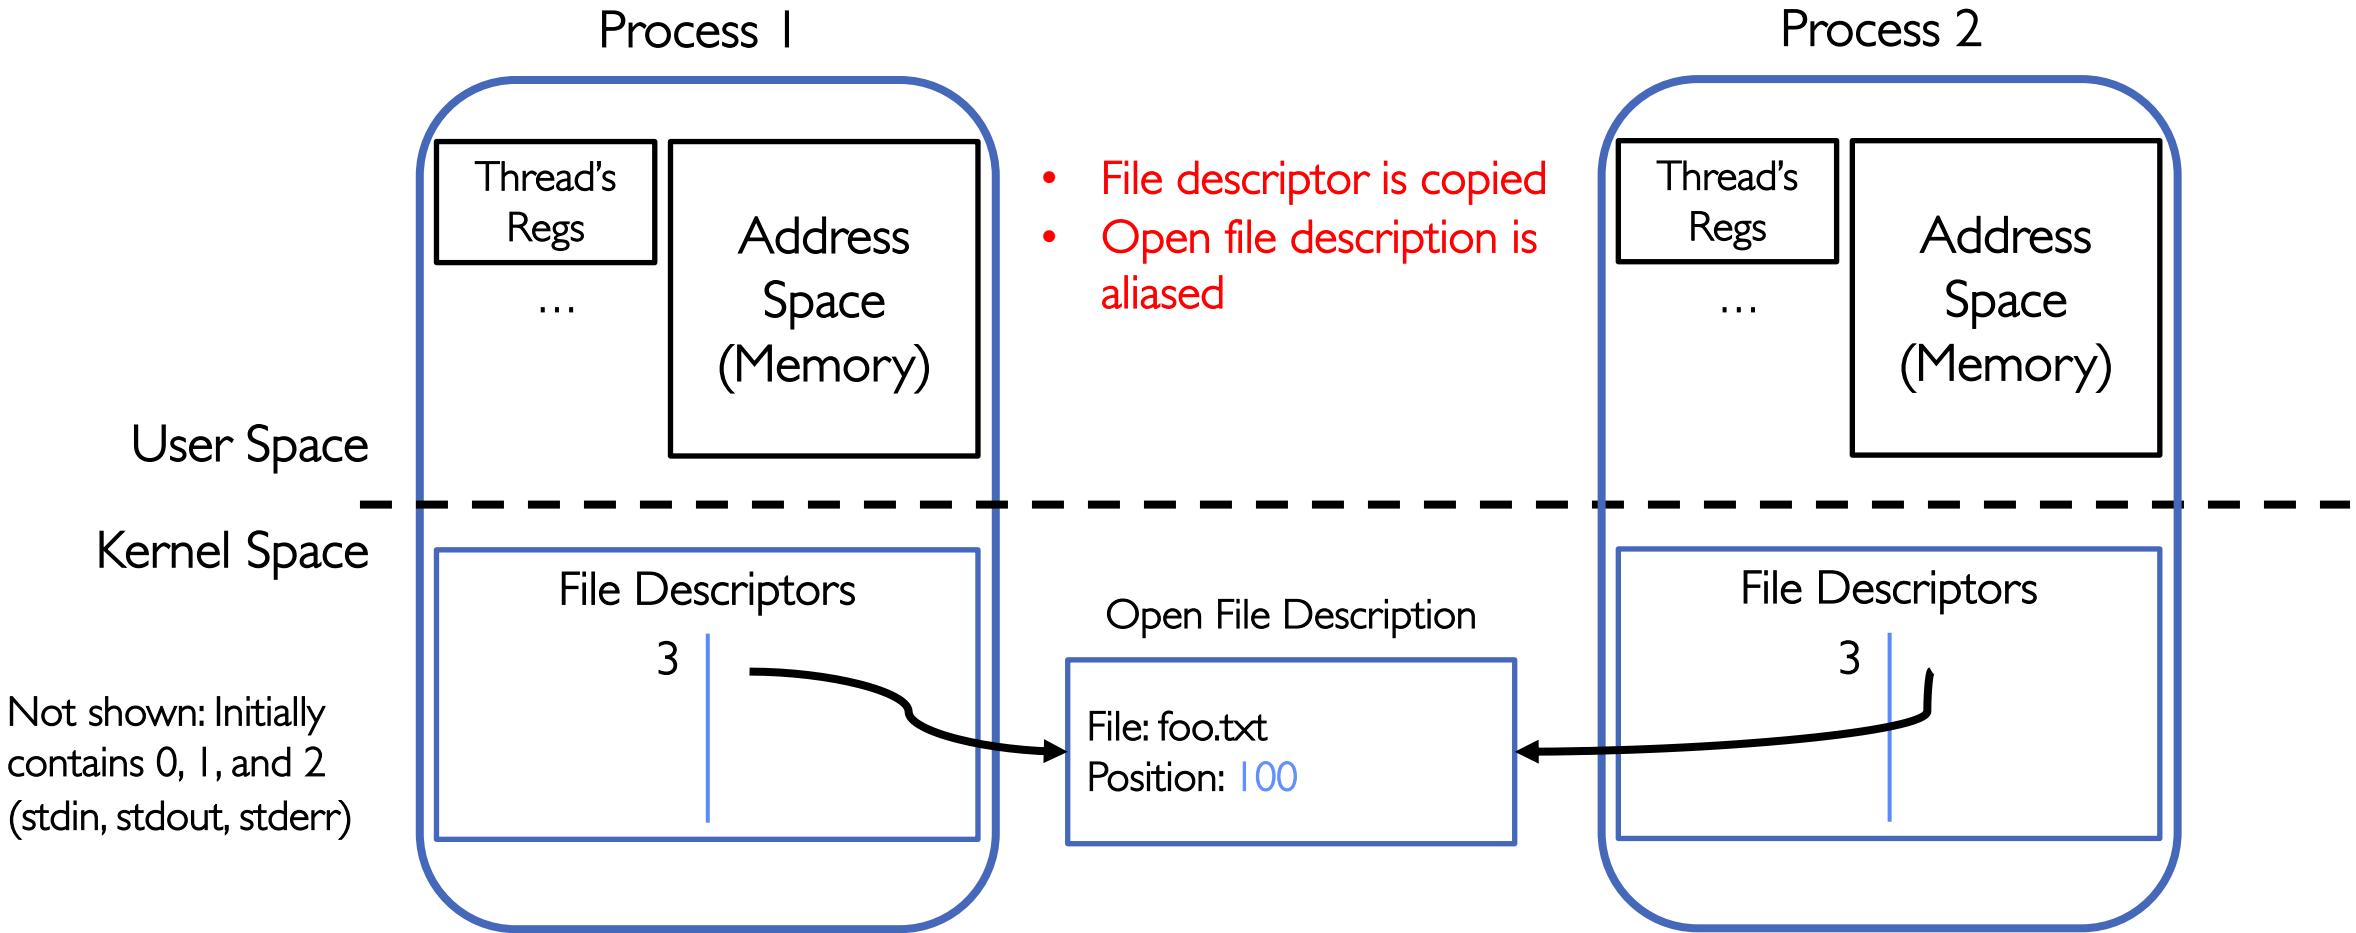 Process 1
Process 2
Thread's
Regs
...
Address
Space
(Memory)
• File descriptor is copied
• Open file description is
aliased
Thread's
Regs
...
Address
Space
(Memory)
User Space
Kernel Space
File Descriptors
3
Open File Description
File: foo.txt
Position: 100
File Descriptors
3
Not shown: Initially
contains 0, 1, and 2
(stdin, stdout, stderr)